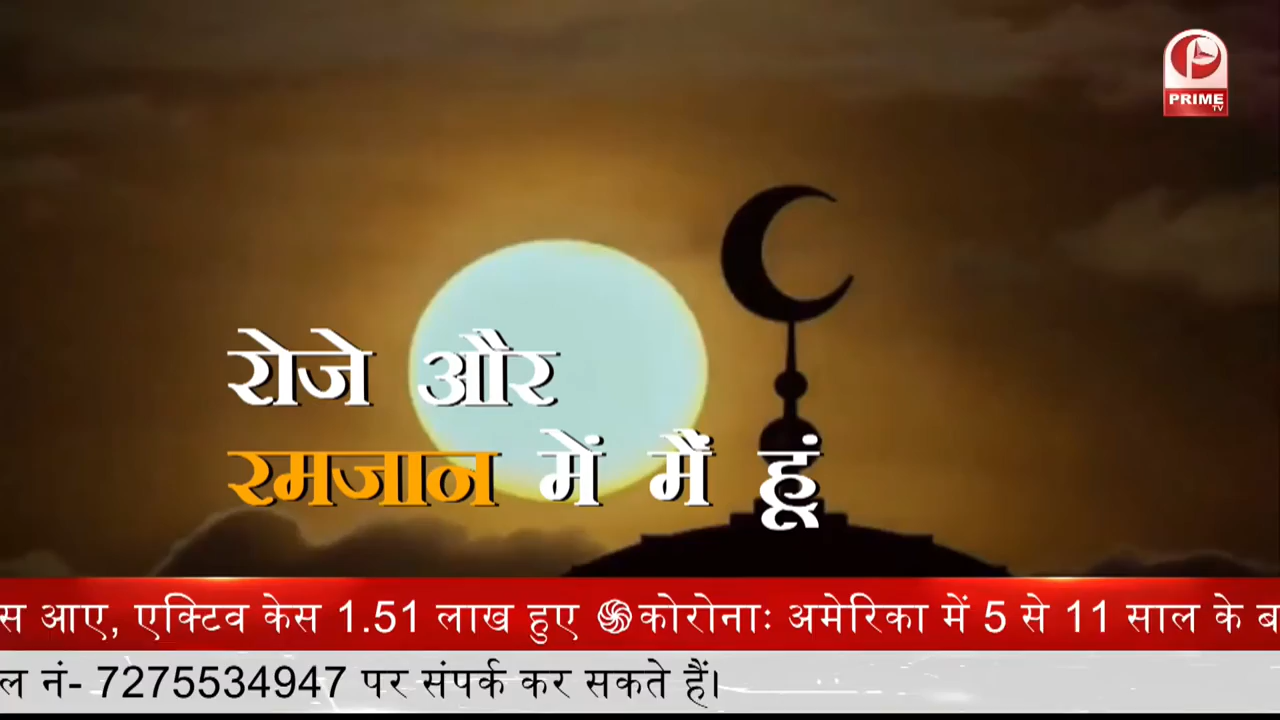 PRIME
TV
रोजे और
रमजान में मैं हूं
स आए, एक्टिव केस 1.51 लाख हुए ֍कोरोनाः अमेरिका में 5 से 11 साल के ब
ल नं- 7275534947 पर संपर्क कर सकते हैं।